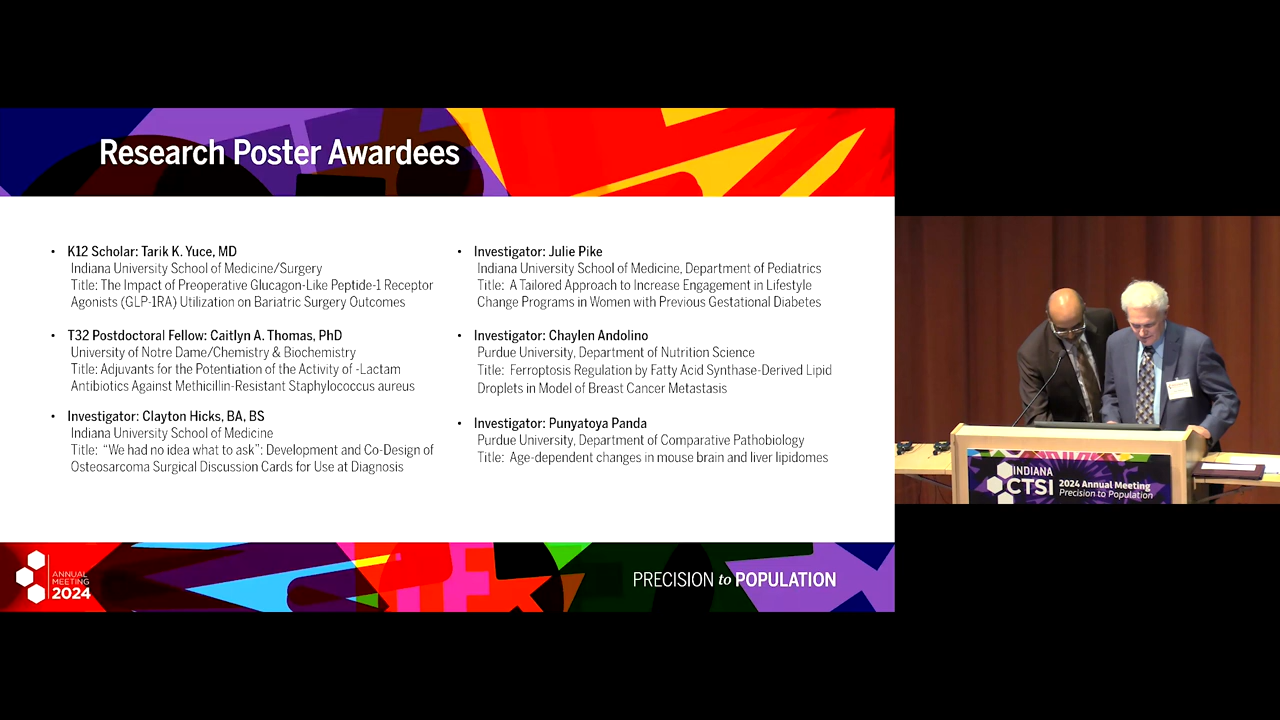 Research Poster Awardees
• K12 Scholar: Tarik K. Yuce, MD
Indiana University School of Medicine/Surgery
Title: The Impact of Preoperative Glucagon-Like Peptide-1 Receptor
Agonists (GLP-1RA) Utilization on Bariatric Surgery Outcomes
• T32 Postdoctoral Fellow: Caitlyn A. Thomas, PhD
University of Notre Dame/Chemistry & Biochemistry
Title: Adjuvants for the Potentiation of the Activity of -Lactam
Antibiotics Against Methicillin-Resistant Staphylococcus aureus
• Investigator: Clayton Hicks, BA, BS
Indiana University School of Medicine
Title: “We had no idea what to ask”: Development and Co-Design of
Osteosarcoma Surgical Discussion Cards for Use at Diagnosis
• Investigator: Julie Pike
Indiana University School of Medicine, Department of Pediatrics
Title: A Tailored Approach to Increase Engagement in Lifestyle
Change Programs in Women with Previous Gestational Diabetes
• Investigator: Chaylen Andolino
Purdue University, Department of Nutrition Science
Title: Ferroptosis Regulation by Fatty Acid Synthase-Derived Lipid
Droplets in Model of Breast Cancer Metastasis
• Investigator: Punyatoya Panda
Purdue University, Department of Comparative Pathobiology
Title: Age-dependent changes in mouse brain and liver lipidomes
ANNUAL
MEETING
2024
PRECISION to POPULATION
INDIANA
CTSI
2024 Annual Meeting
Precision to Population